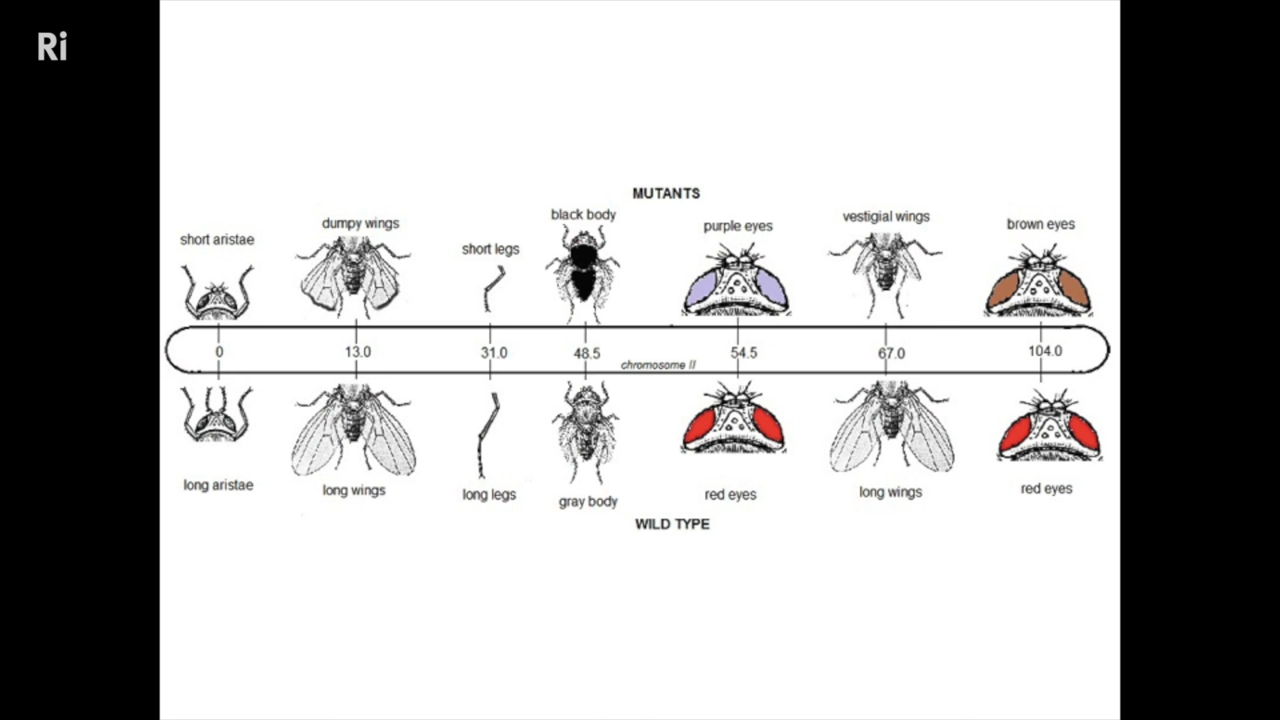 Ri
MUTANTS
short aristae
dumpy wings
short legs
black body
purple eyes
vestigial wings
brown eyes
0
13.0
31.0
48.5
54.5
67.0
104.0
chromosome II
long aristae
long wings
long legs
gray body
red eyes
long wings
red eyes
WILD TYPE